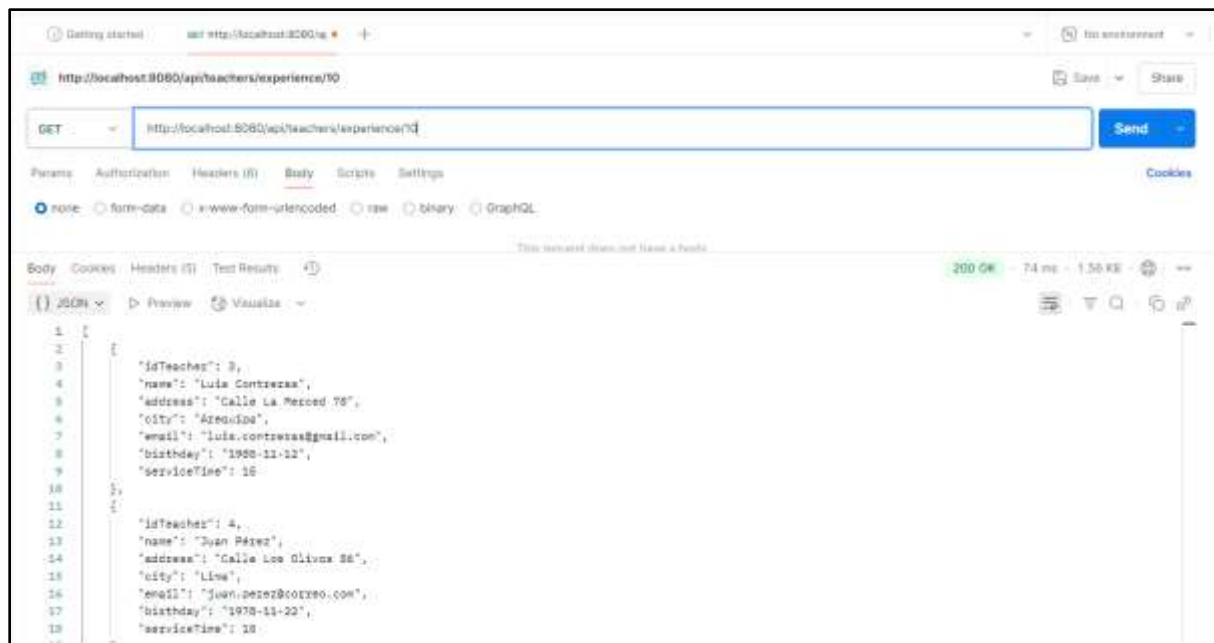 Getting started GET http://localhost:8080/ap +
No environment
http://localhost:8080/api/teachers/experience/10 Save Share
GET http://localhost:8080/api/teachers/experience/10 Send
Params Authorization Headers (6) Body Scripts Settings Cookies
none form-data x-www-form-urlencoded raw binary GraphQL
This request does not have a body
Body Cookies Headers (5) Test Results 200 OK 74 ms 1.36 KB
{} JSON Preview Visualize
1 [
2 {
3 "idTeacher": 3,
4 "name": "Luis Contreras",
5 "address": "Calle La Merced 78",
6 "city": "Arequipa",
7 "email": "luis.contreras@gmail.com",
8 "birthday": "-11-12",
9 "serviceTime":
10 },
11 {
12 "idTeacher": 4,
13 "name": "Juan Pérez",
14 "address": "Calle Los Olivos",
15 "city": "Lima",
16 "email": "juan.perez@correo.com",
17 "birthday": "-11-22",
18 "serviceTime":